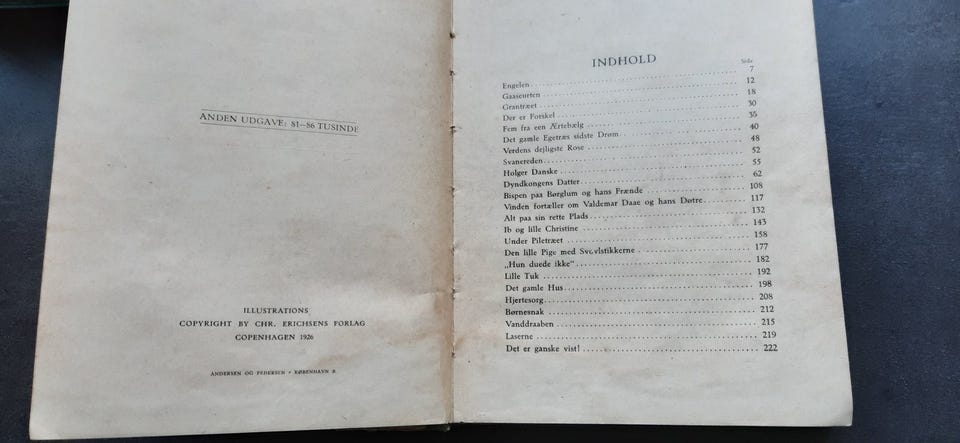 ANDEN UDGAVE: 81—86 TUSINDE
ILLUSTRATIONS
COPYRIGHT BY CHR. ERICHSENS FORLAG
COPENHAGEN 1926
ANDERSEN OG PEDERSEN • KØBENHAVN B
INDHOLD
Side
Engelen 7
Gaaseurten 12
Grantræet 18
Der er Forskel 30
Fem fra een Ærtebælg 35
Det gamle Egetræs sidste Drøm 40
Verdens dejligste Rose 48
Svanereden 52
Holger Danske 55
Dyndkongens Datter 62
Bispen paa Børglum og hans Frænde 108
Vinden fortæller om Valdemar Daae og hans Døtre 117
Alt paa sin rette Plads 132
Ib og lille Christine 143
Under Piletræet 158
Den lille Pige med Svovlstikkerne 177
„Hun duede ikke“ 182
Lille Tuk 192
Det gamle Hus 198
Hjertesorg 208
Børnesnak 212
Vanddraaben 215
Laserne 219
Det er ganske vist! 222